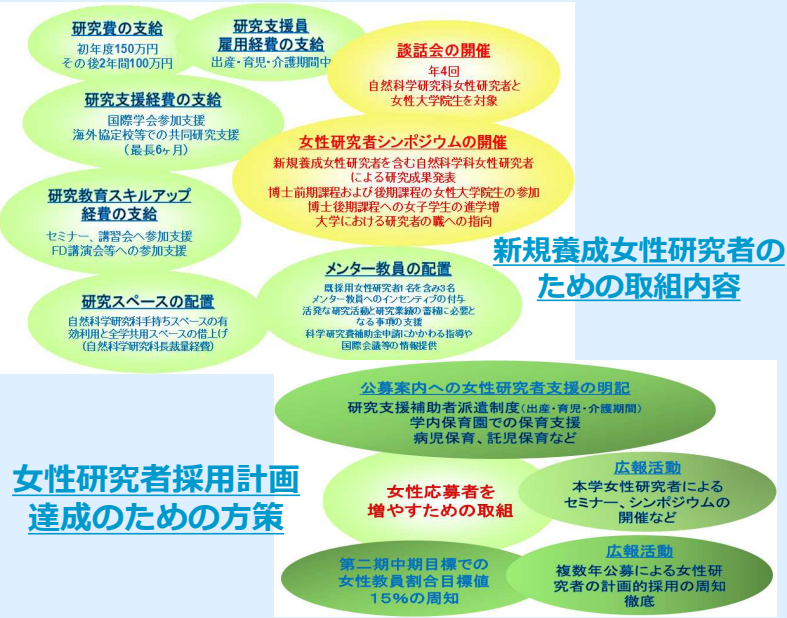 研究費の支給
初年度150万円
その後2年間100万円
研究支援員
雇用経費の支給
出産・育児・介護期間中
談話会の開催
年4回
自然科学研究科女性研究者と
女性大学院生を対象
研究支援経費の支給
国際学会参加支援
海外協定校等での共同研究支援
（最長6ヶ月）
女性研究者シンポジウムの開催
新規養成女性研究者を含む自然科学科女性研究者
による研究成果発表
博士前期課程および後期課程の女性大学院生の参加
博士後期課程への女子学生の進学増
大学における研究者の職への指向
研究教育スキルアップ
経費の支給
セミナー、講習会へ参加支援
FD講演会等への参加支援
新規養成女性研究者の
ための取組内容
メンター教員の配置
既採用女性研究者1名を含み3名
メンター教員へのインセンティブの付与
活発な研究活動と研究業績の蓄積に必要と
なる事項の支援
科学研究費補助金申請にかかわる指導や
国際会議等の情報提供
研究スペースの配置
自然科学研究科手持ちスペースの有
効利用と全学共用スペースの借上げ
(自然科学研究科長裁量経費)
公募案内への女性研究者支援の明記
研究支援補助者派遣制度(出産・育児・介護期間)
学内保育園での保育支援
病児保育、託児保育など
女性研究者採用計画
達成のための方策
女性応募者を
増やすための取組
広報活動
本学女性研究者による
セミナー、シンポジウムの
開催など
第二期中期目標での
女性教員割合目標値
15%の周知
広報活動
複数年公募による女性研
究者の計画的採用の周知
徹底